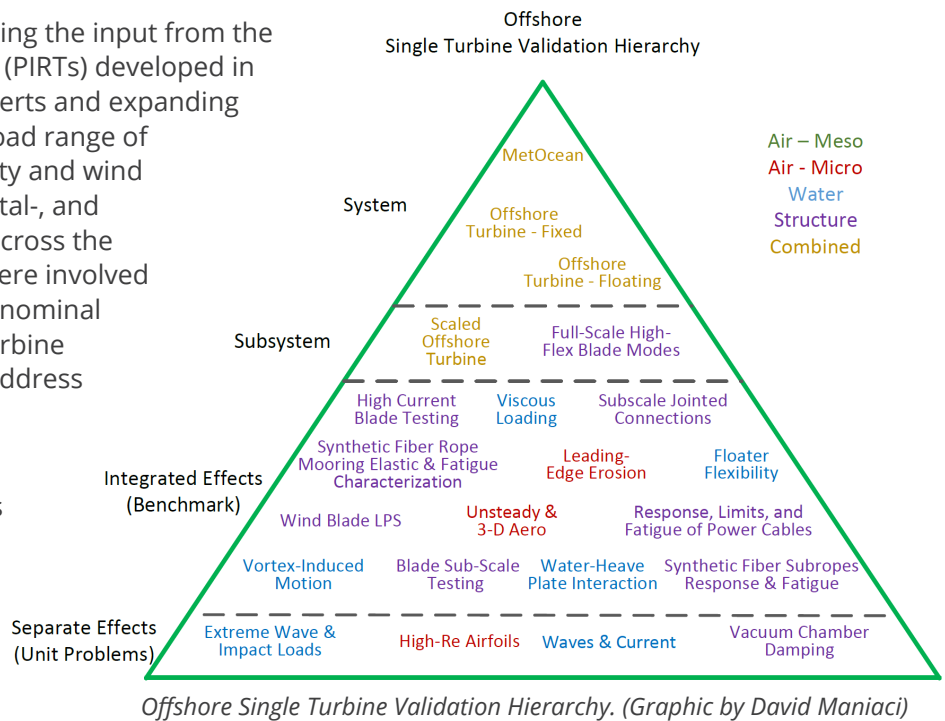 ing the input from the
(PIRTs) developed in
erts and expanding
oad range of
ty and wind
tal-, and
cross the
ere involved
nominal
rbine
ddress
s
Offshore
Single Turbine Validation Hierarchy
Air – Meso
Air - Micro
Water
Structure
Combined
System
MetOcean
Offshore
Turbine - Fixed
Offshore
Turbine - Floating
Subsystem
Scaled
Offshore
Turbine
Full-Scale High-
Flex Blade Modes
Integrated Effects
(Benchmark)
High Current
Blade Testing
Viscous
Loading
Subscale Jointed
Connections
Synthetic Fiber Rope
Mooring Elastic & Fatigue
Characterization
Leading-
Edge Erosion
Floater
Flexibility
Wind Blade LPS
Unsteady &
3-D Aero
Response, Limits, and
Fatigue of Power Cables
Vortex-Induced
Motion
Blade Sub-Scale
Testing
Water-Heave
Plate Interaction
Synthetic Fiber Subropes
Response & Fatigue
Separate Effects
(Unit Problems)
Extreme Wave &
Impact Loads
High-Re Airfoils
Waves & Current
Vacuum Chamber
Damping
Offshore Single Turbine Validation Hierarchy. (Graphic by David Maniaci)